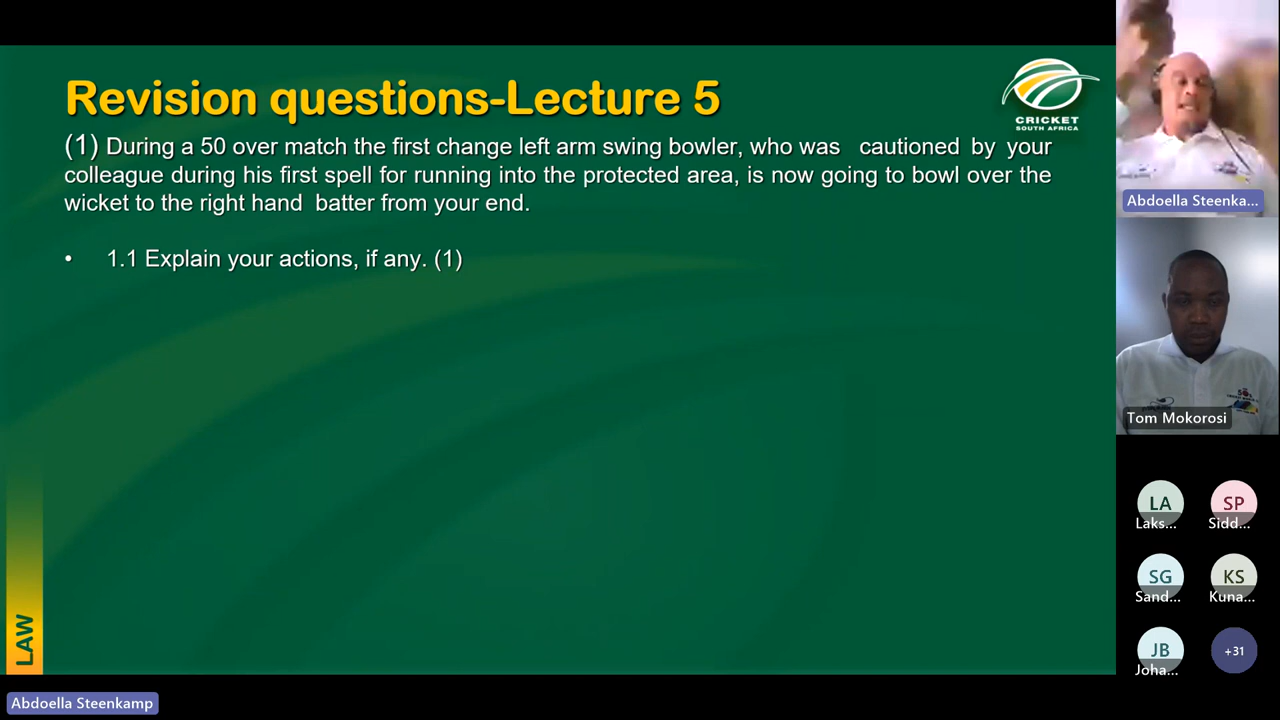 Revision questions-Lecture 5
CRICKET
SOUTH AFRICA
(1) During a 50 over match the first change left arm swing bowler, who was cautioned by your
colleague during his first spell for running into the protected area, is now going to bowl over the
wicket to the right hand batter from your end.
• 1.1 Explain your actions, if any. (1)
LAW
Abdoella Steenkamp
Abdoella Steenka...
Tom Mokorosi
LA
Laks...
SP
Sidd...
SG
Sand...
KS
Kuna...
JB
Joha...
+31